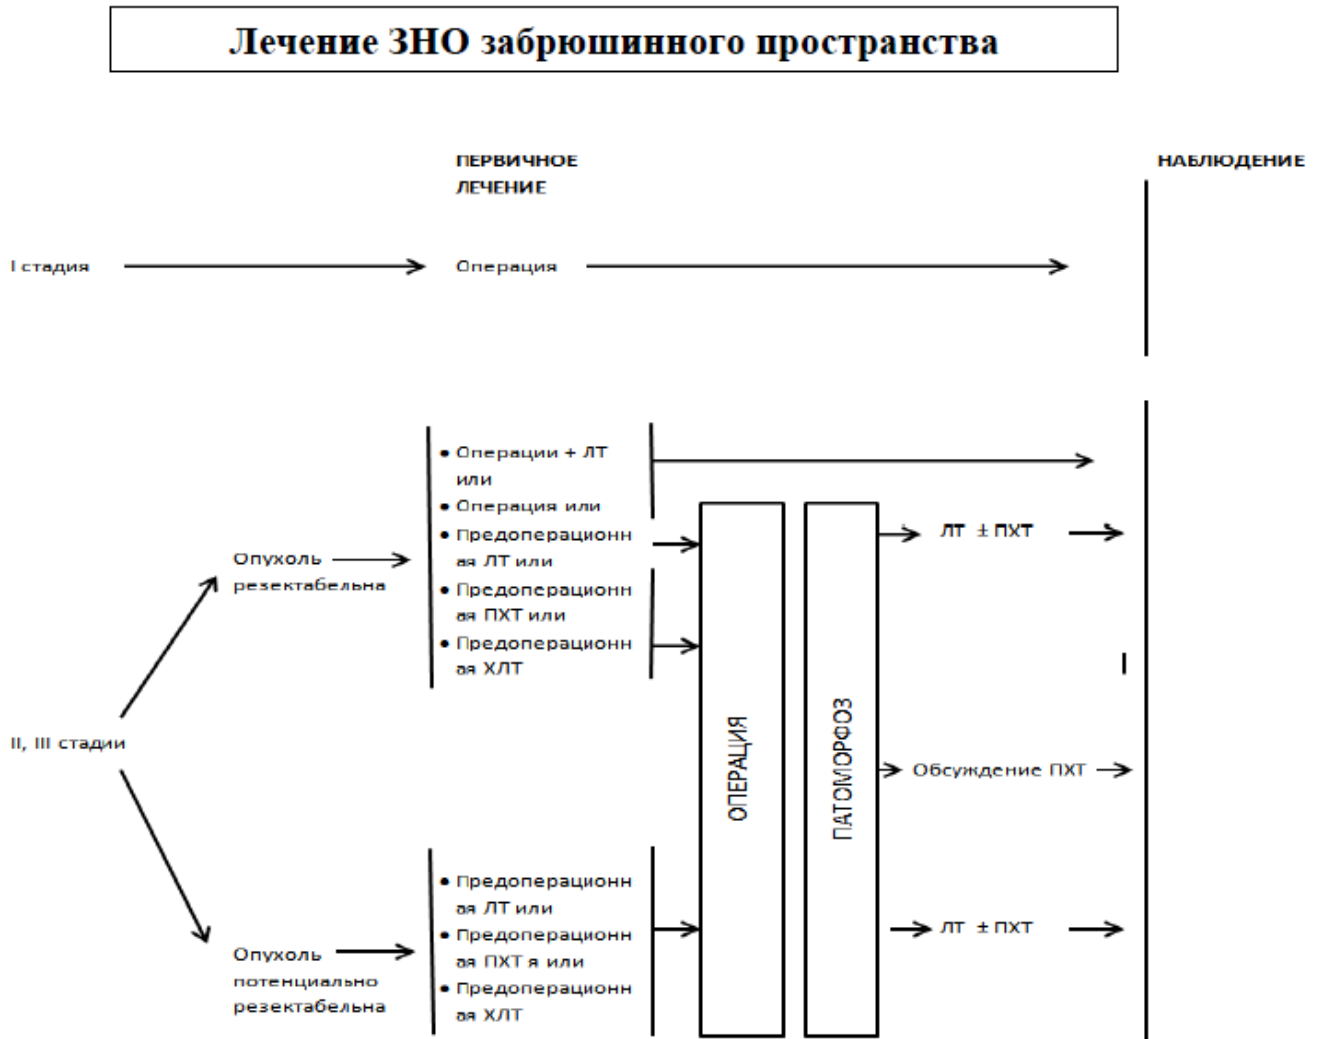 Лечение ЗНО забрюшинного пространства
ПЕРВИЧНОЕ
ЛЕЧЕНИЕ
НАБЛЮДЕНИЕ
I стадия
Операция
• Операции + ЛТ
или
• Операция или
• Предоперационн
ая ЛТ или
• Предоперационн
ая ПХТ или
• Предоперационн
ая ХЛТ
Опухоль
резектабельна
ЛТ ± ПХТ
II, III стадии
ОПЕРАЦИЯ
ПАТОМОРФОЗ
Обсуждение ПХТ
• Предоперационн
ая ЛТ или
• Предоперационн
ая ПХТ я или
• Предоперационн
ая ХЛТ
Опухоль
потенциально
резектабельна
ЛТ ± ПХТ